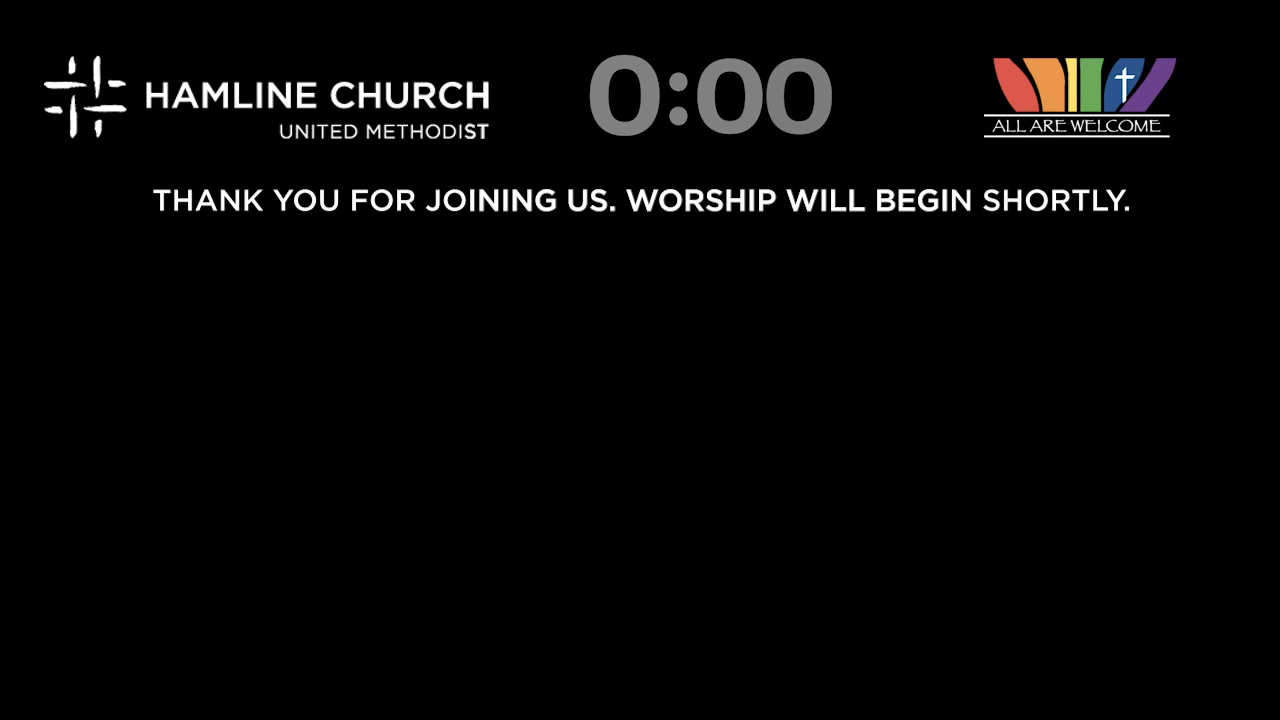 HAMLINE CHURCH
UNITED METHODIST
0:00
ALL ARE WELCOME
THANK YOU FOR JOINING US. WORSHIP WILL BEGIN SHORTLY.